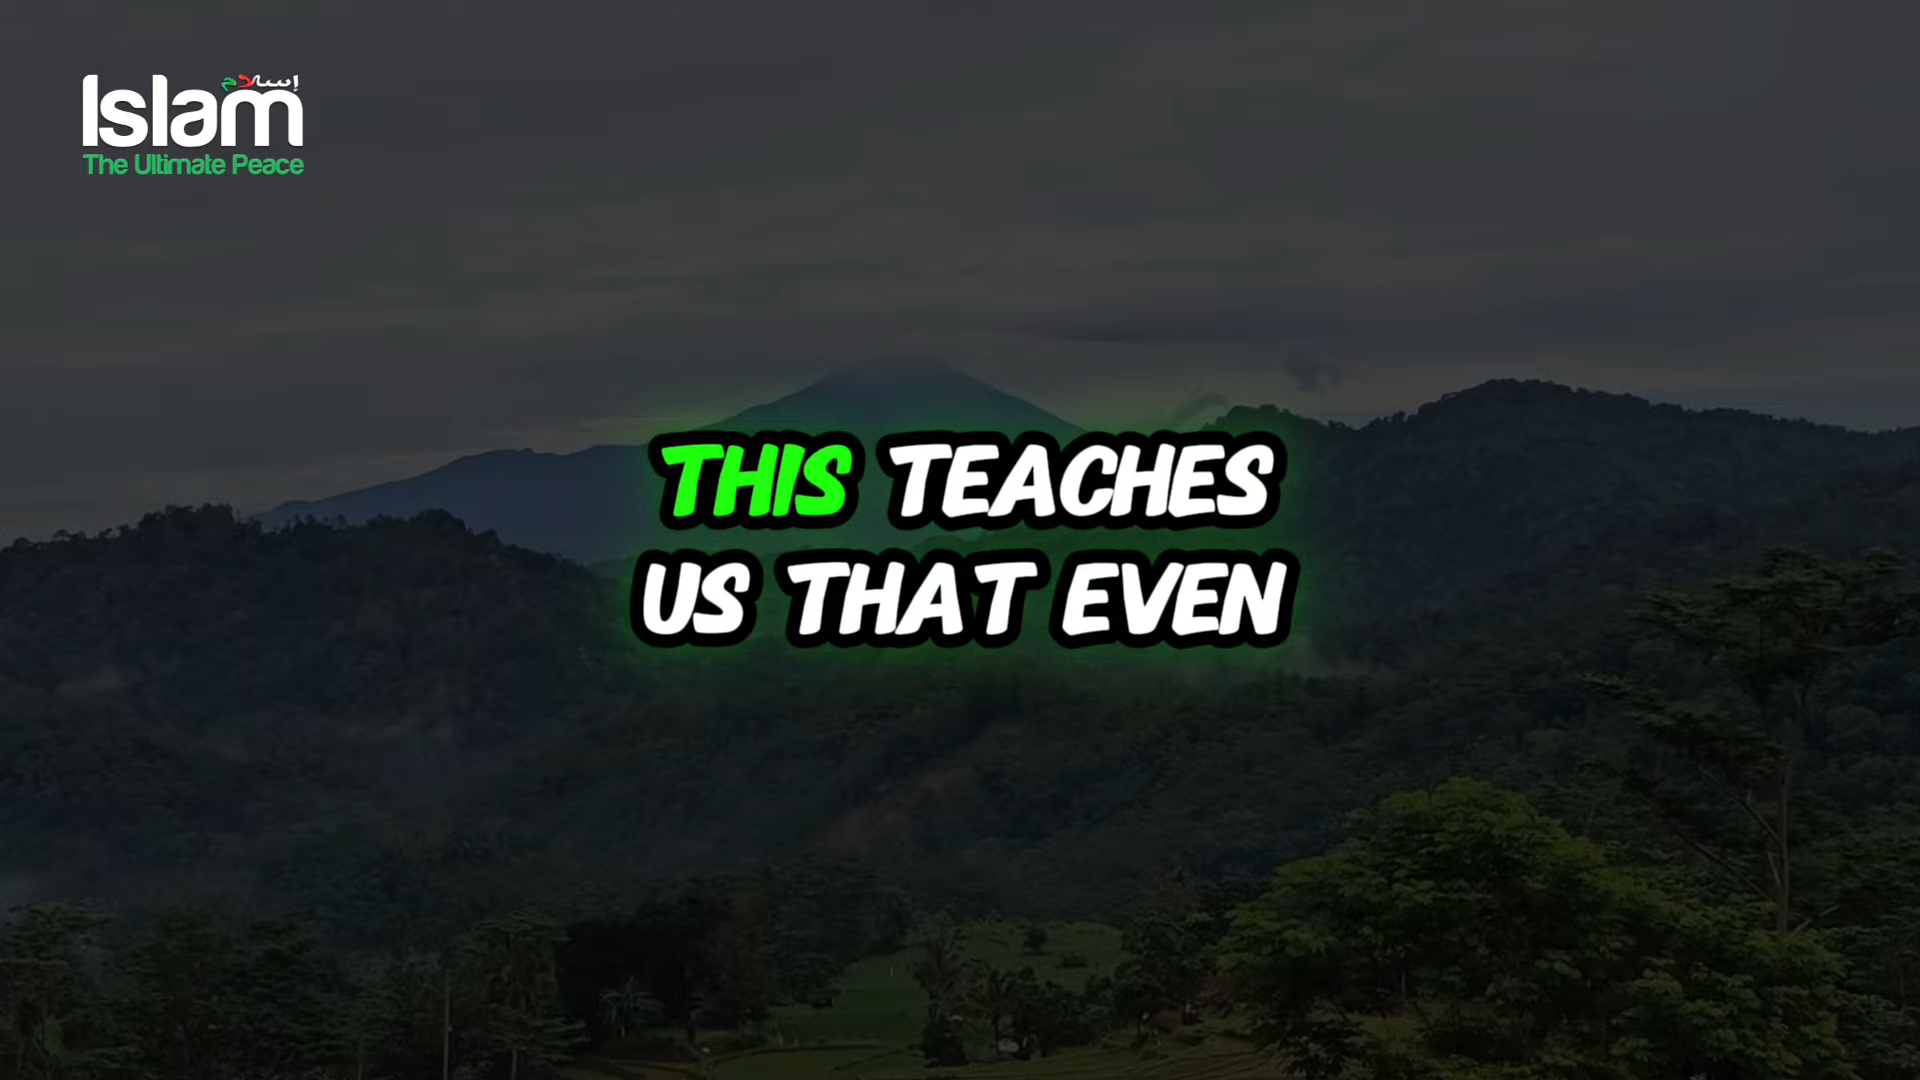 إسلام
Islam
The Ultimate Peace
THIS TEACHES
US THAT EVEN